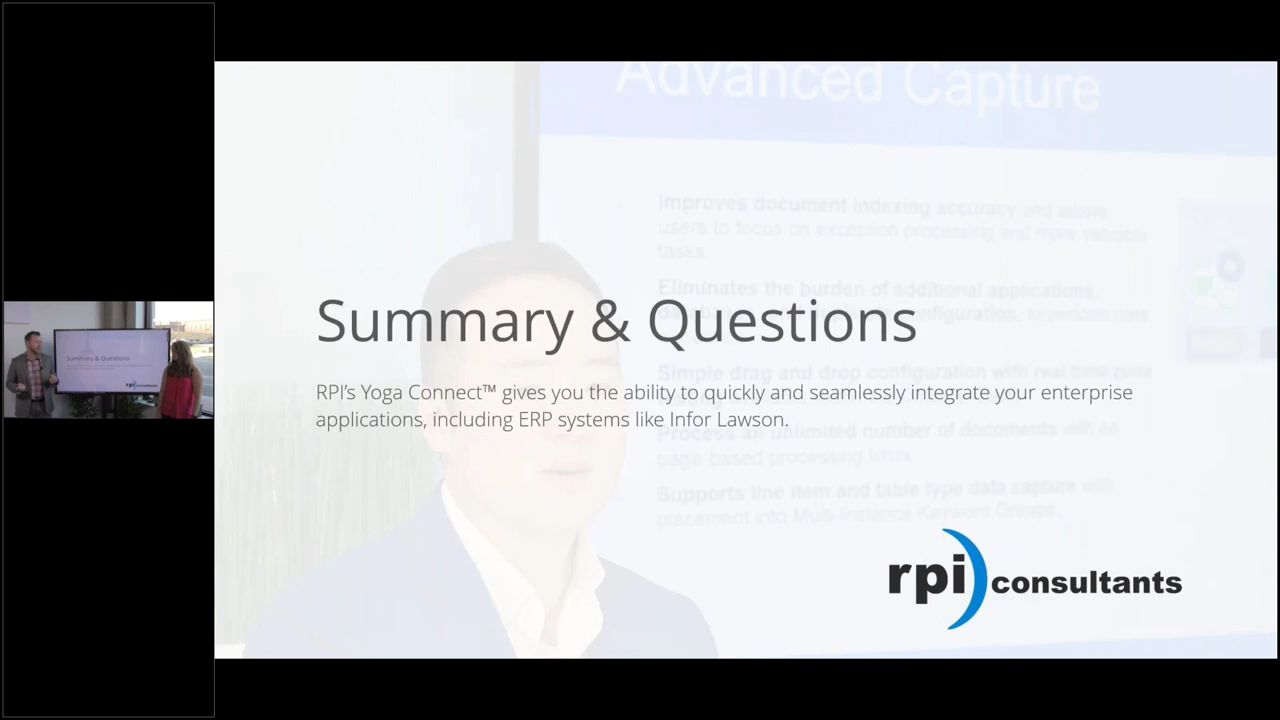 Advanced Capture
Improves document indexing accuracy and allows
users to focus on exception processing and more valuable
tasks.
Eliminates the burden of additional applications,
Summary & Questions
Simple drag and drop configuration with real time zone
RPI's Yoga Connect™ gives you the ability to quickly and seamlessly integrate your enterprise
applications, including ERP systems like Infor Lawson.
Process an unlimited number of documents with no
page-based processing limits.
Supports line item and table type data capture with
placement into Multi-Instance Keyword Groups.
rpi consultants
Summary & Questions
rpi consultants